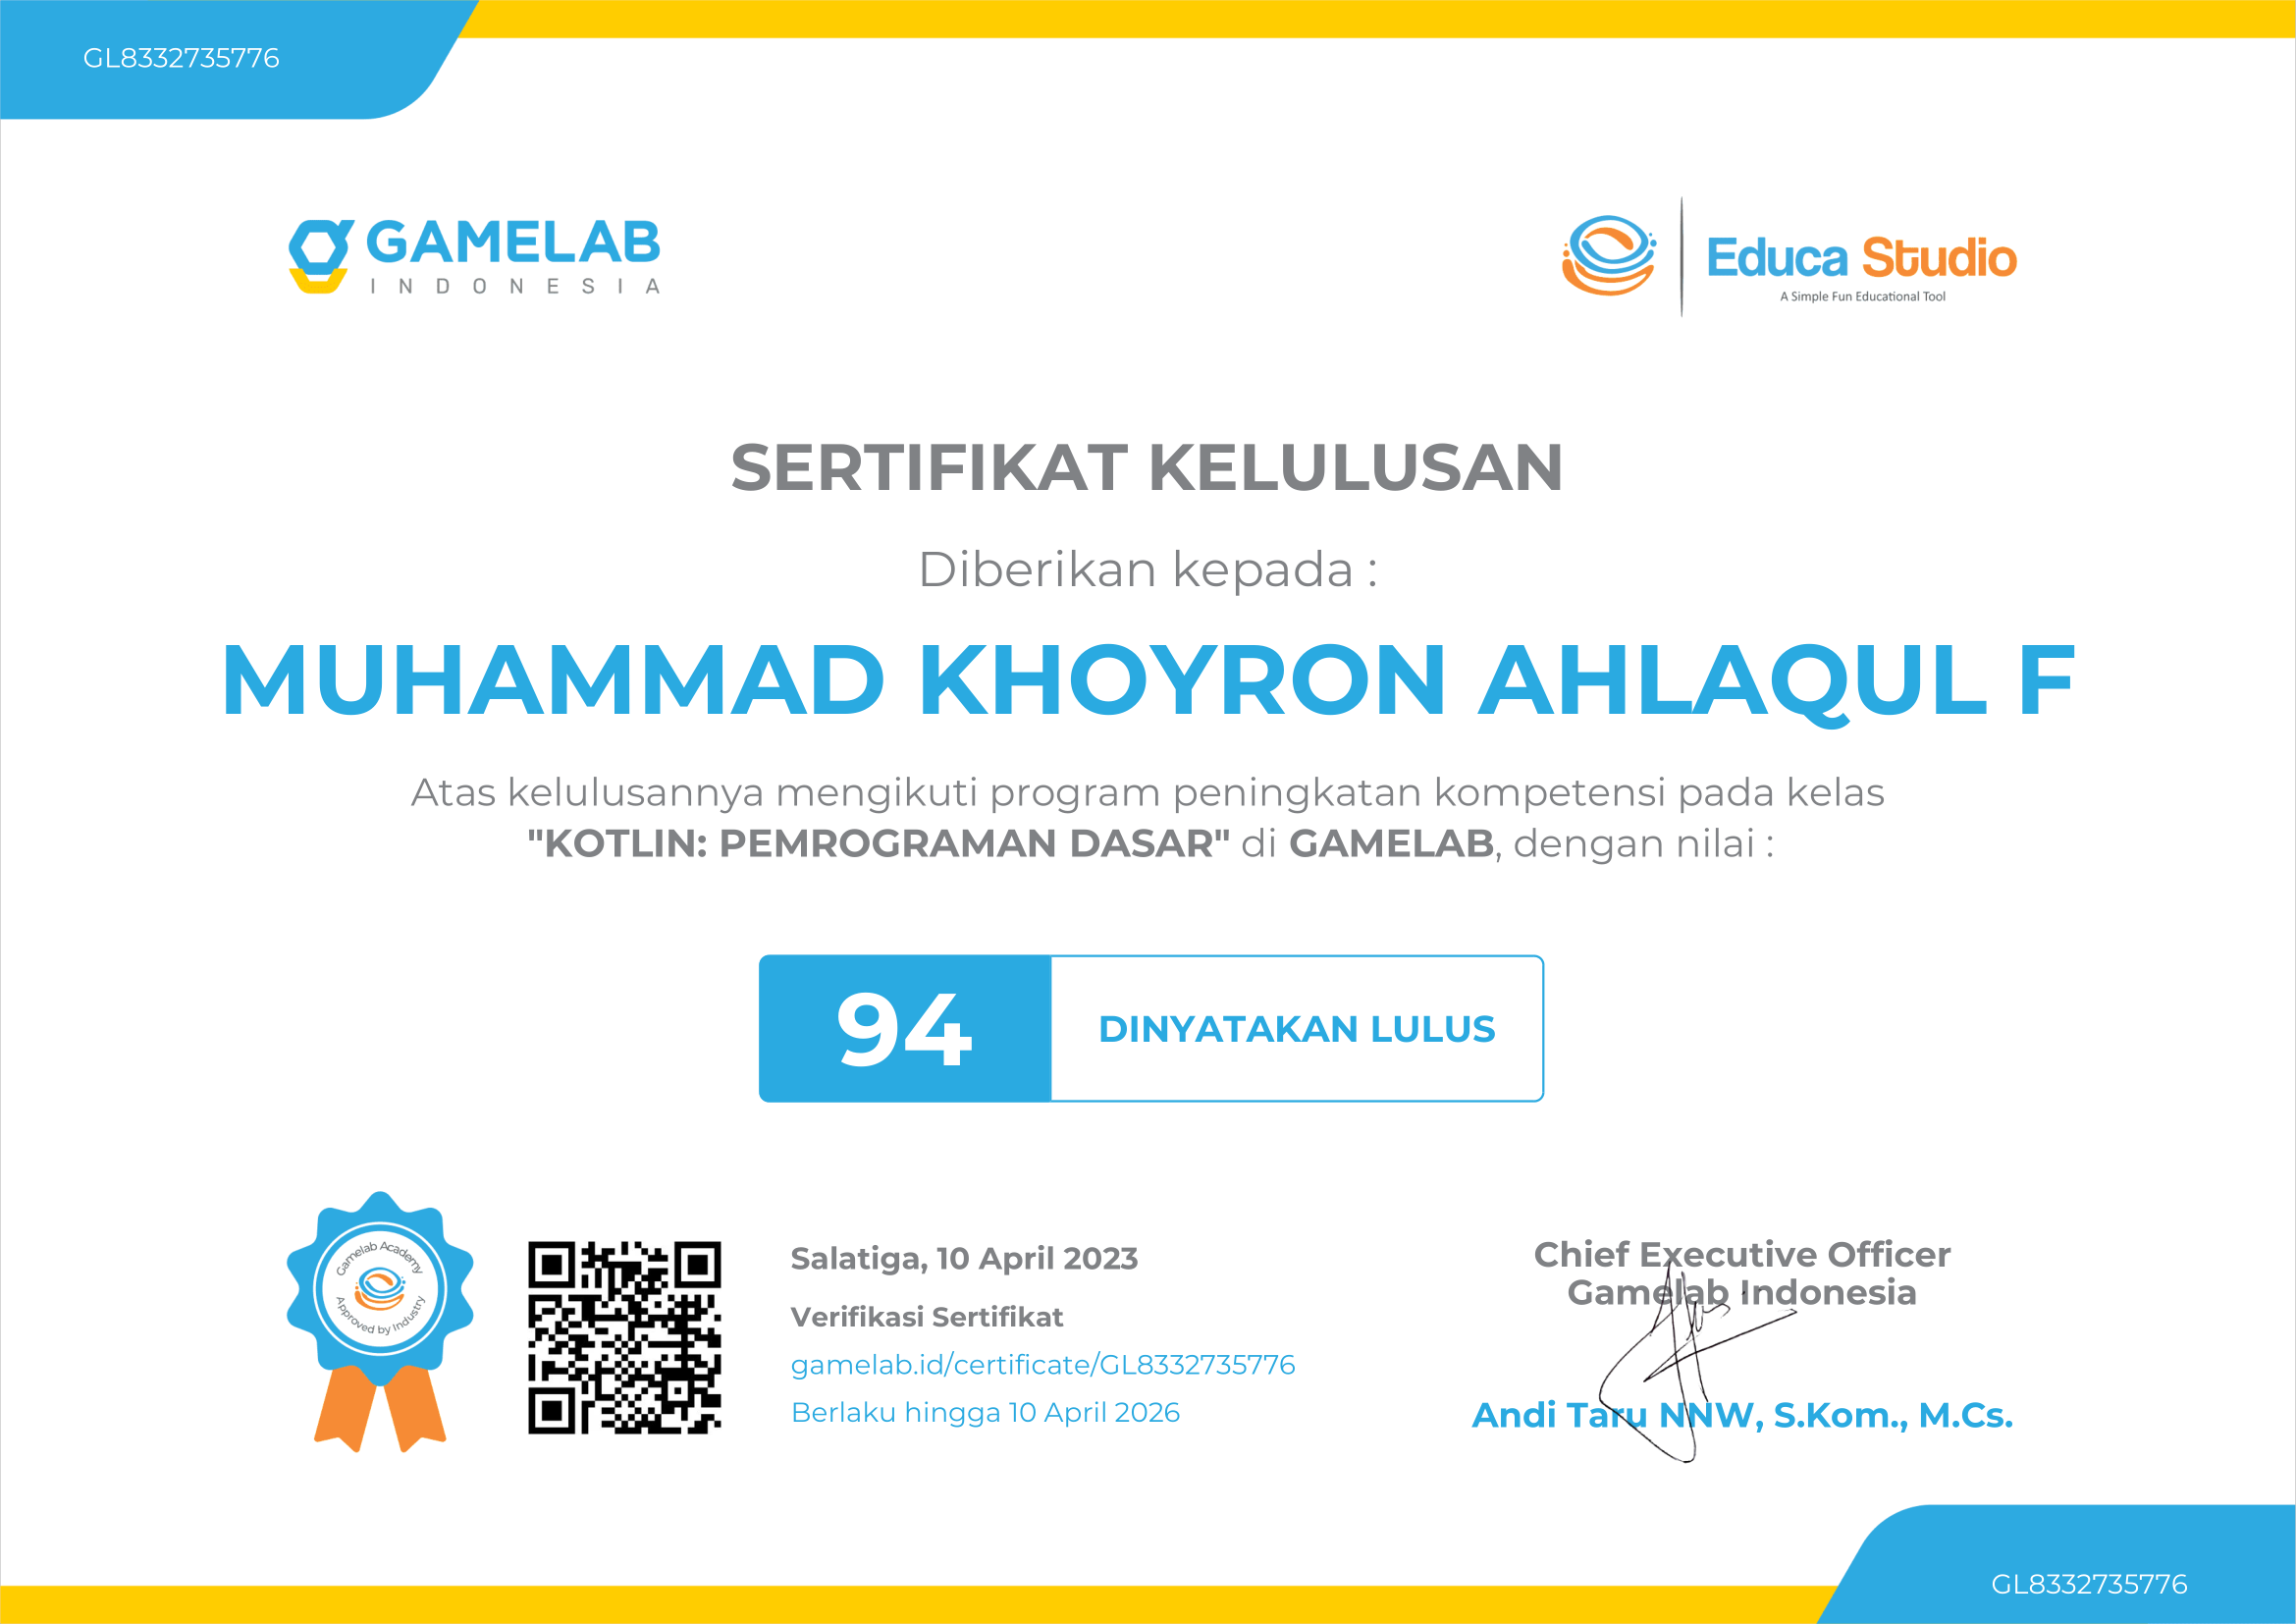 GL8332735776
GAMELAB
INDONESIA
Educa Studio
A Simple Fun Educational Tool
SERTIFIKAT KELULUSAN
Diberikan kepada :
MUHAMMAD KHOYRON AHLAQUL F
Atas kelulusannya mengikuti program peningkatan kompetensi pada kelas
"KOTLIN: PEMROGRAMAN DASAR" di GAMELAB, dengan nilai :
94
DINYATAKAN LULUS
Gamelab Academy
Approved by Industry
Salatiga, 10 April 2023
Verifikasi Sertifikat
gamelab.id/certificate/GL8332735776
Berlaku hingga 10 April 2026
Chief Executive Officer
Gamelab Indonesia
Andi Taru NNW, S.Kom., M.Cs.
GL8332735776